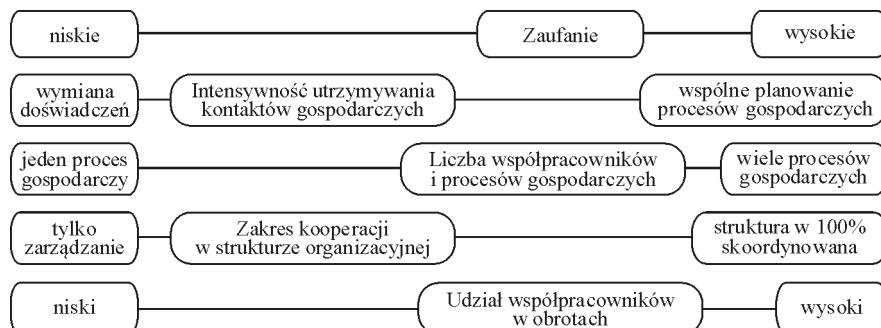 niskie Zaufanie wysokie
wymiana Intensywność utrzymywania wspólne planowanie
doświadczeń kontaktów gospodarczych procesów gospodarczych
jeden proces Liczba współpracowników wiele procesów
gospodarczy i procesów gospodarczych gospodarczych
tylko Zakres kooperacji struktura w 100%
zarządzanie w strukturze organizacyjnej skoordynowana
niski Udział współpracowników wysoki
w obrotach